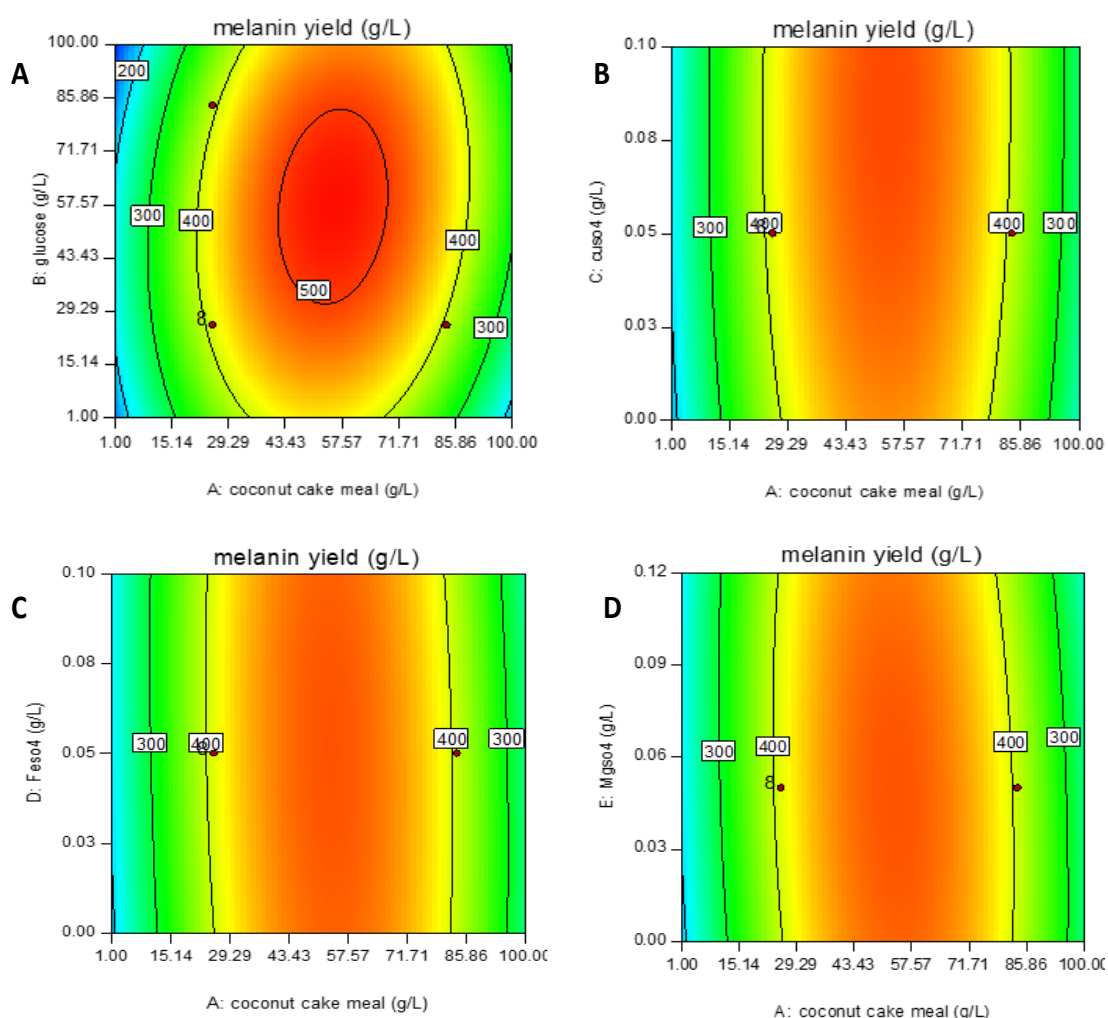 melanin yield (g/L)
A
100.00
85.86
71.71
57.57
43.43
29.29
15.14
1.00
B: glucose (g/L)
200
300
400
400
500
300
8
1.00 15.14 29.29 43.43 57.57 71.71 85.86 100.00
A: coconut cake meal (g/L)
melanin yield (g/L)
B
0.10
0.08
0.05
0.03
0.00
C: cuso4 (g/L)
300
400
8
400
300
1.00 15.14 29.29 43.43 57.57 71.71 85.86 100.00
A: coconut cake meal (g/L)
melanin yield (g/L)
C
0.10
0.08
0.05
0.03
0.00
D: Feso4 (g/L)
300
400
8
400
300
1.00 15.14 29.29 43.43 57.57 71.71 85.86 100.00
A: coconut cake meal (g/L)
melanin yield (g/L)
D
0.12
0.09
0.06
0.03
0.00
E: Mgso4 (g/L)
300
400
8
400
300
1.00 15.14 29.29 43.43 57.57 71.71 85.86 100.00
A: coconut cake meal (g/L)